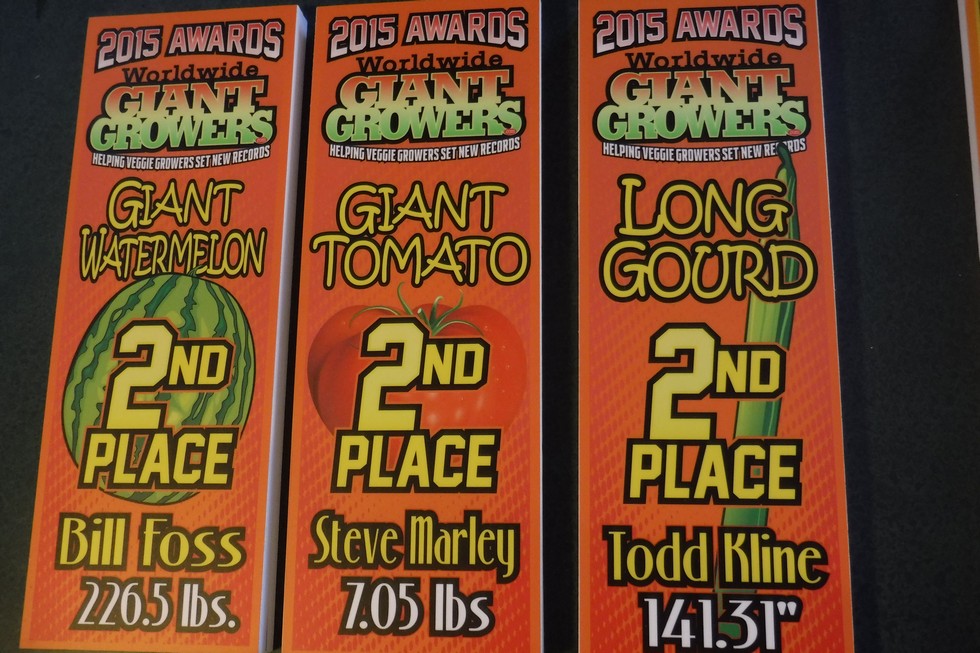 2015 AWARDS
Worldwide
GIANT
GROWERS
HELPING VEGGIE GROWERS SET NEW RECORDS
GIANT
WATERMELON
2ND
PLACE
Bill Foss
226.5 lbs.
2015 AWARDS
Worldwide
GIANT
GROWERS
HELPING VEGGIE GROWERS SET NEW RECORDS
GIANT
TOMATO
2ND
PLACE
Steve Marley
7.05 lbs
2015 AWARDS
Worldwide
GIANT
GROWERS
HELPING VEGGIE GROWERS SET NEW RECORDS
LONG
GOURD
2ND
PLACE
Todd Kline
141.31"